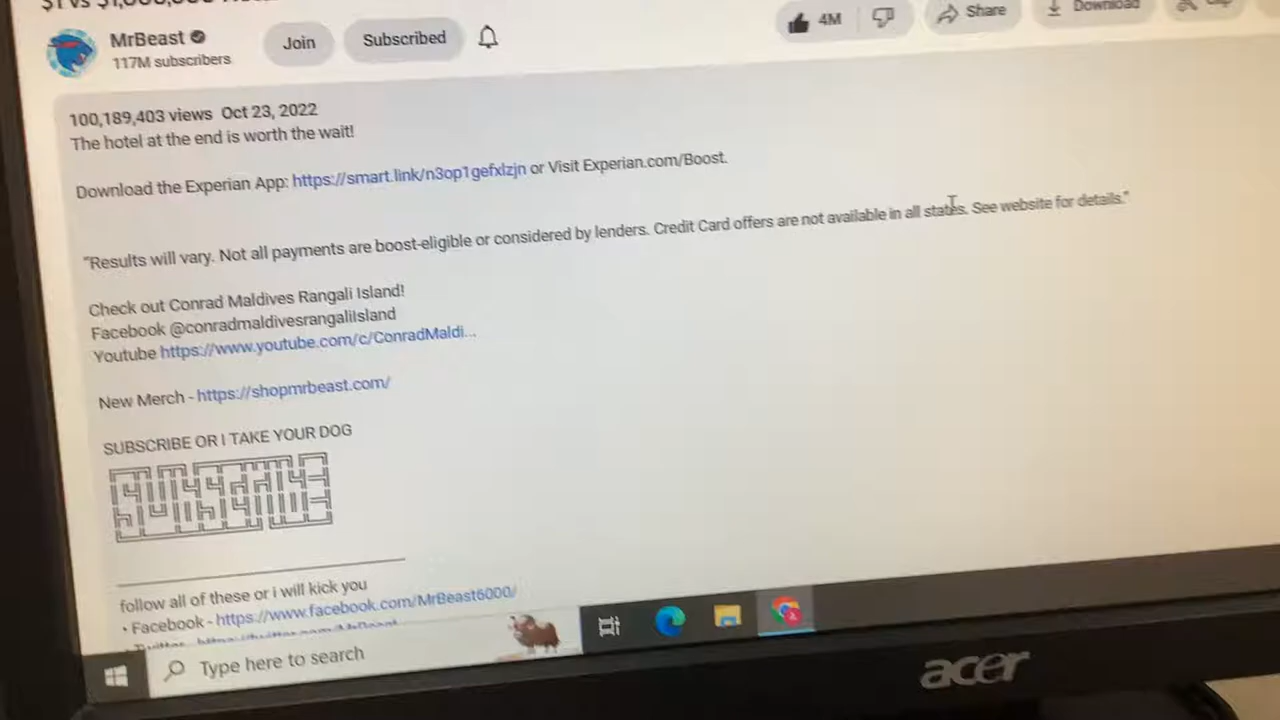 $1 vs $1,000,000
MrBeast
117M subscribers
Join
Subscribed
4M
Share
Download
100,189,403 views Oct 23, 2022
The hotel at the end is worth the wait!
Download the Experian App: https://smart.link/n3op1gefxlzjn or Visit Experian.com/Boost.
"Results will vary. Not all payments are boost-eligible or considered by lenders. Credit Card offers are not available in all states. See website for details."
Check out Conrad Maldives Rangali Island!
Facebook @conradmaldivesrangaliIsland
Youtube https://www.youtube.com/c/ConradMaldi...
New Merch - https://shopmrbeast.com/
SUBSCRIBE OR I TAKE YOUR DOG
follow all of these or i will kick you
• Facebook - https://www.facebook.com/MrBeast6000/
Type here to search
acer